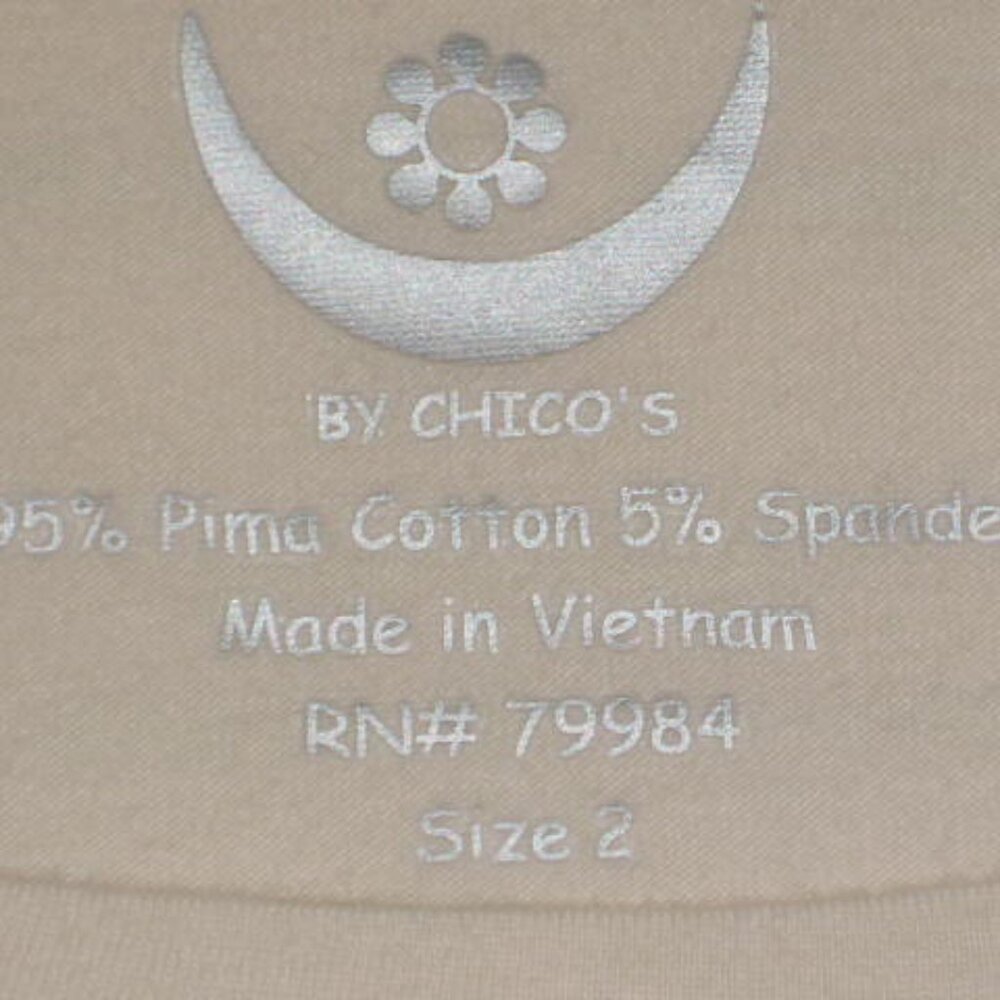 BY CHICO'S
95% Pima Cotton 5% Spande
Made in Vietnam
RN# 79984
Size 2